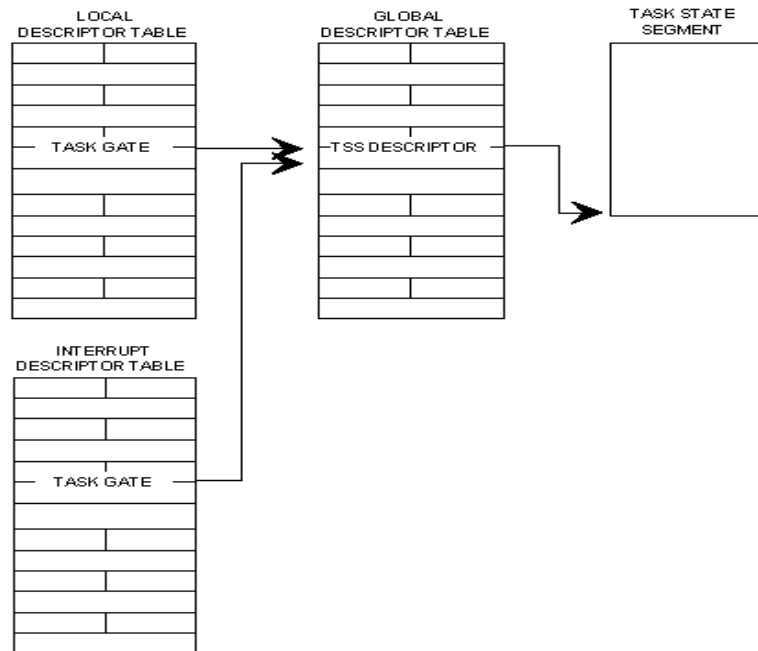 LOCAL
DESCRIPTOR TABLE
GLOBAL
DESCRIPTOR TABLE
TASK STATE
SEGMENT
TASK GATE
TSS DESCRIPTOR
INTERRUPT
DESCRIPTOR TABLE
TASK GATE